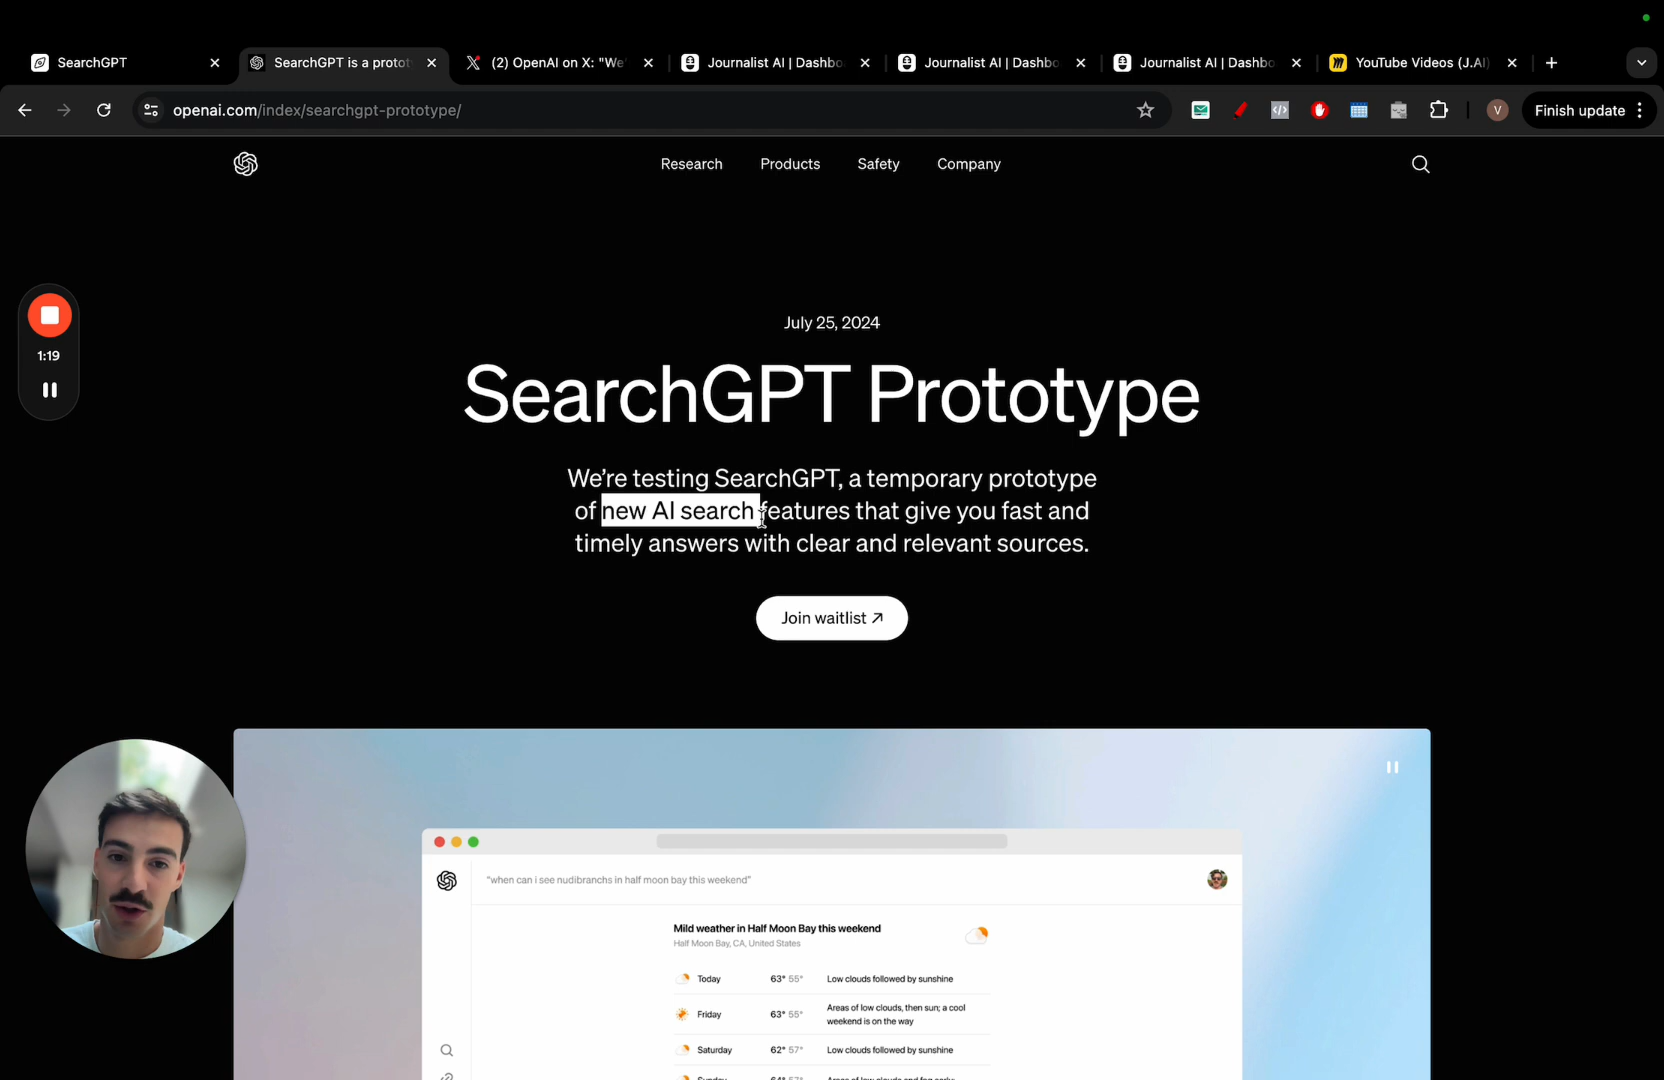 SearchGPT
SearchGPT is a protot
(2) OpenAI on X: "We'
Journalist AI | Dashbo
Journalist AI | Dashbo
Journalist AI | Dashbo
YouTube Videos (J.AI)
openai.com/index/searchgpt-prototype/
V
Finish update
Research
Products
Safety
Company
1:19
July 25, 2024
SearchGPT Prototype
We're testing SearchGPT, a temporary prototype
of new AI search features that give you fast and
timely answers with clear and relevant sources.
Join waitlist ↗
"when can i see nudibranchs in half moon bay this weekend"
Mild weather in Half Moon Bay this weekend
Half Moon Bay, CA, United States
Today 63° 55° Low clouds followed by sunshine
Friday 63° 55° Areas of low clouds, then sun; a cool
weekend is on the way
Saturday 62° 57° Low clouds followed by sunshine